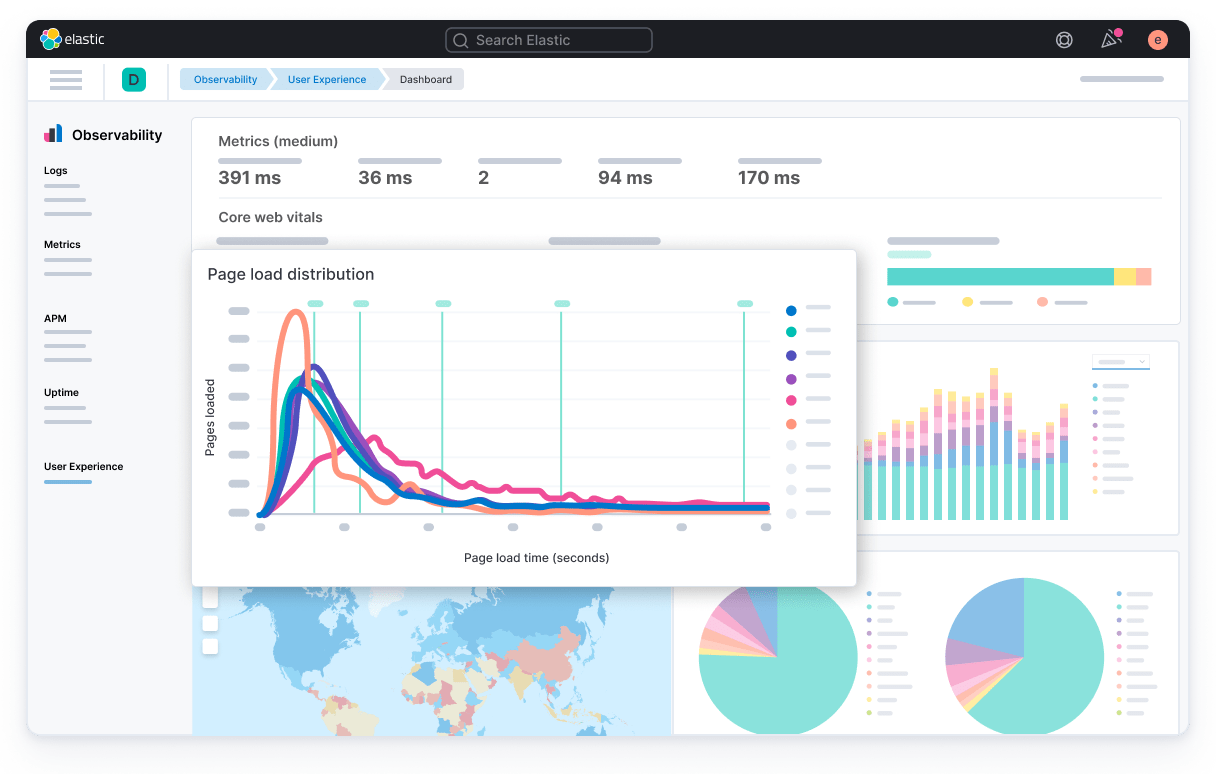 elastic
Search Elastic
e
D
Observability
User Experience
Dashboard
Observability
Logs
Metrics
APM
Uptime
User Experience
Metrics (medium)
391 ms
36 ms
2
94 ms
170 ms
Core web vitals
Page load distribution
Pages loaded
Page load time (seconds)